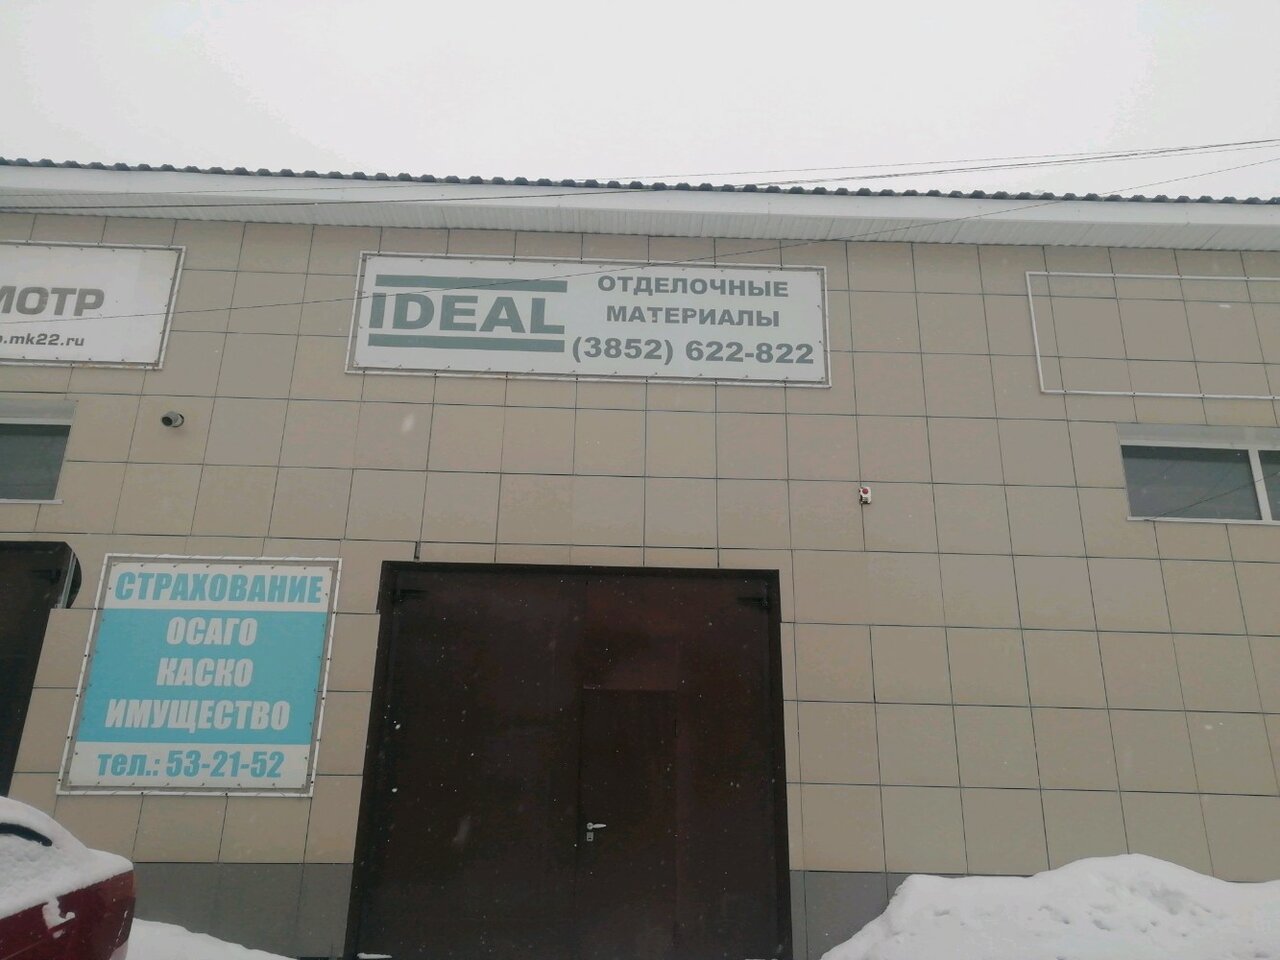 МОТР
.mk22.ru
IDEAL
ОТДЕЛОЧНЫЕ
МАТЕРИАЛЫ
(3852) 622-822
СТРАХОВАНИЕ
ОСАГО
КАСКО
ИМУЩЕСТВО
тел.: 53-21-52